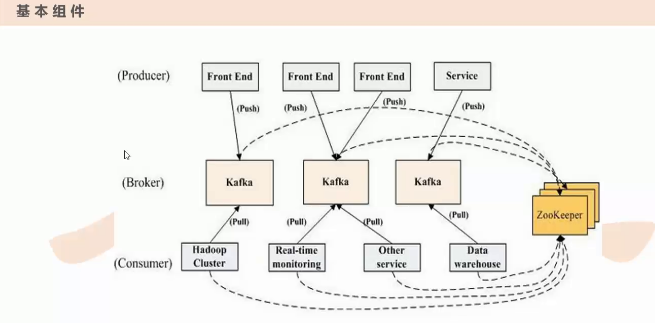 基本组件
(Producer)
Front End
Front End
Front End
Service
(Push)
(Push)
(Push)
(Push)
(Broker)
Kafka
Kafka
Kafka
ZooKeeper
(Pull)
(Pull)
(Pull)
(Pull)
(Consumer)
Hadoop
Cluster
Real-time
monitoring
Other
service
Data
warehouse